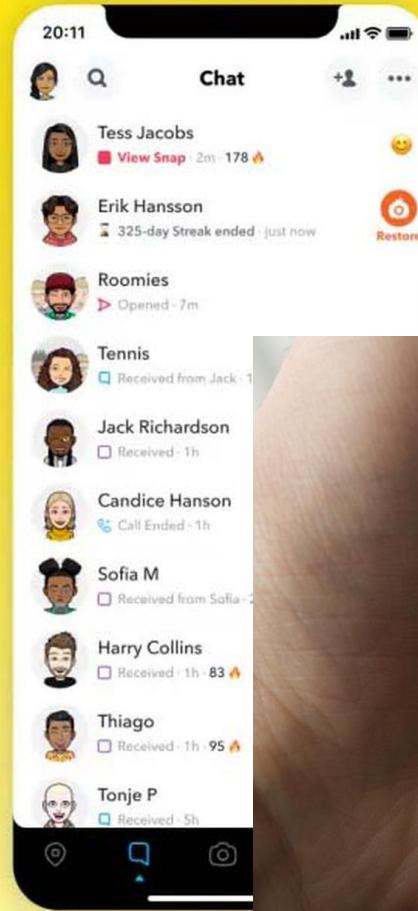 20:11
Chat
Tess Jacobs
View Snap · 2m · 178 🔥
Erik Hansson
325-day Streak ended · just now
Restore
Roomies
Opened · 7m
Tennis
Received from Jack · 1
Jack Richardson
Received · 1h
Candice Hanson
Call Ended · 1h
Sofia M
Received from Sofia · 2
Harry Collins
Received · 1h · 83 🔥
Thiago
Received · 1h · 95 🔥
Tonje P
Received · 5h